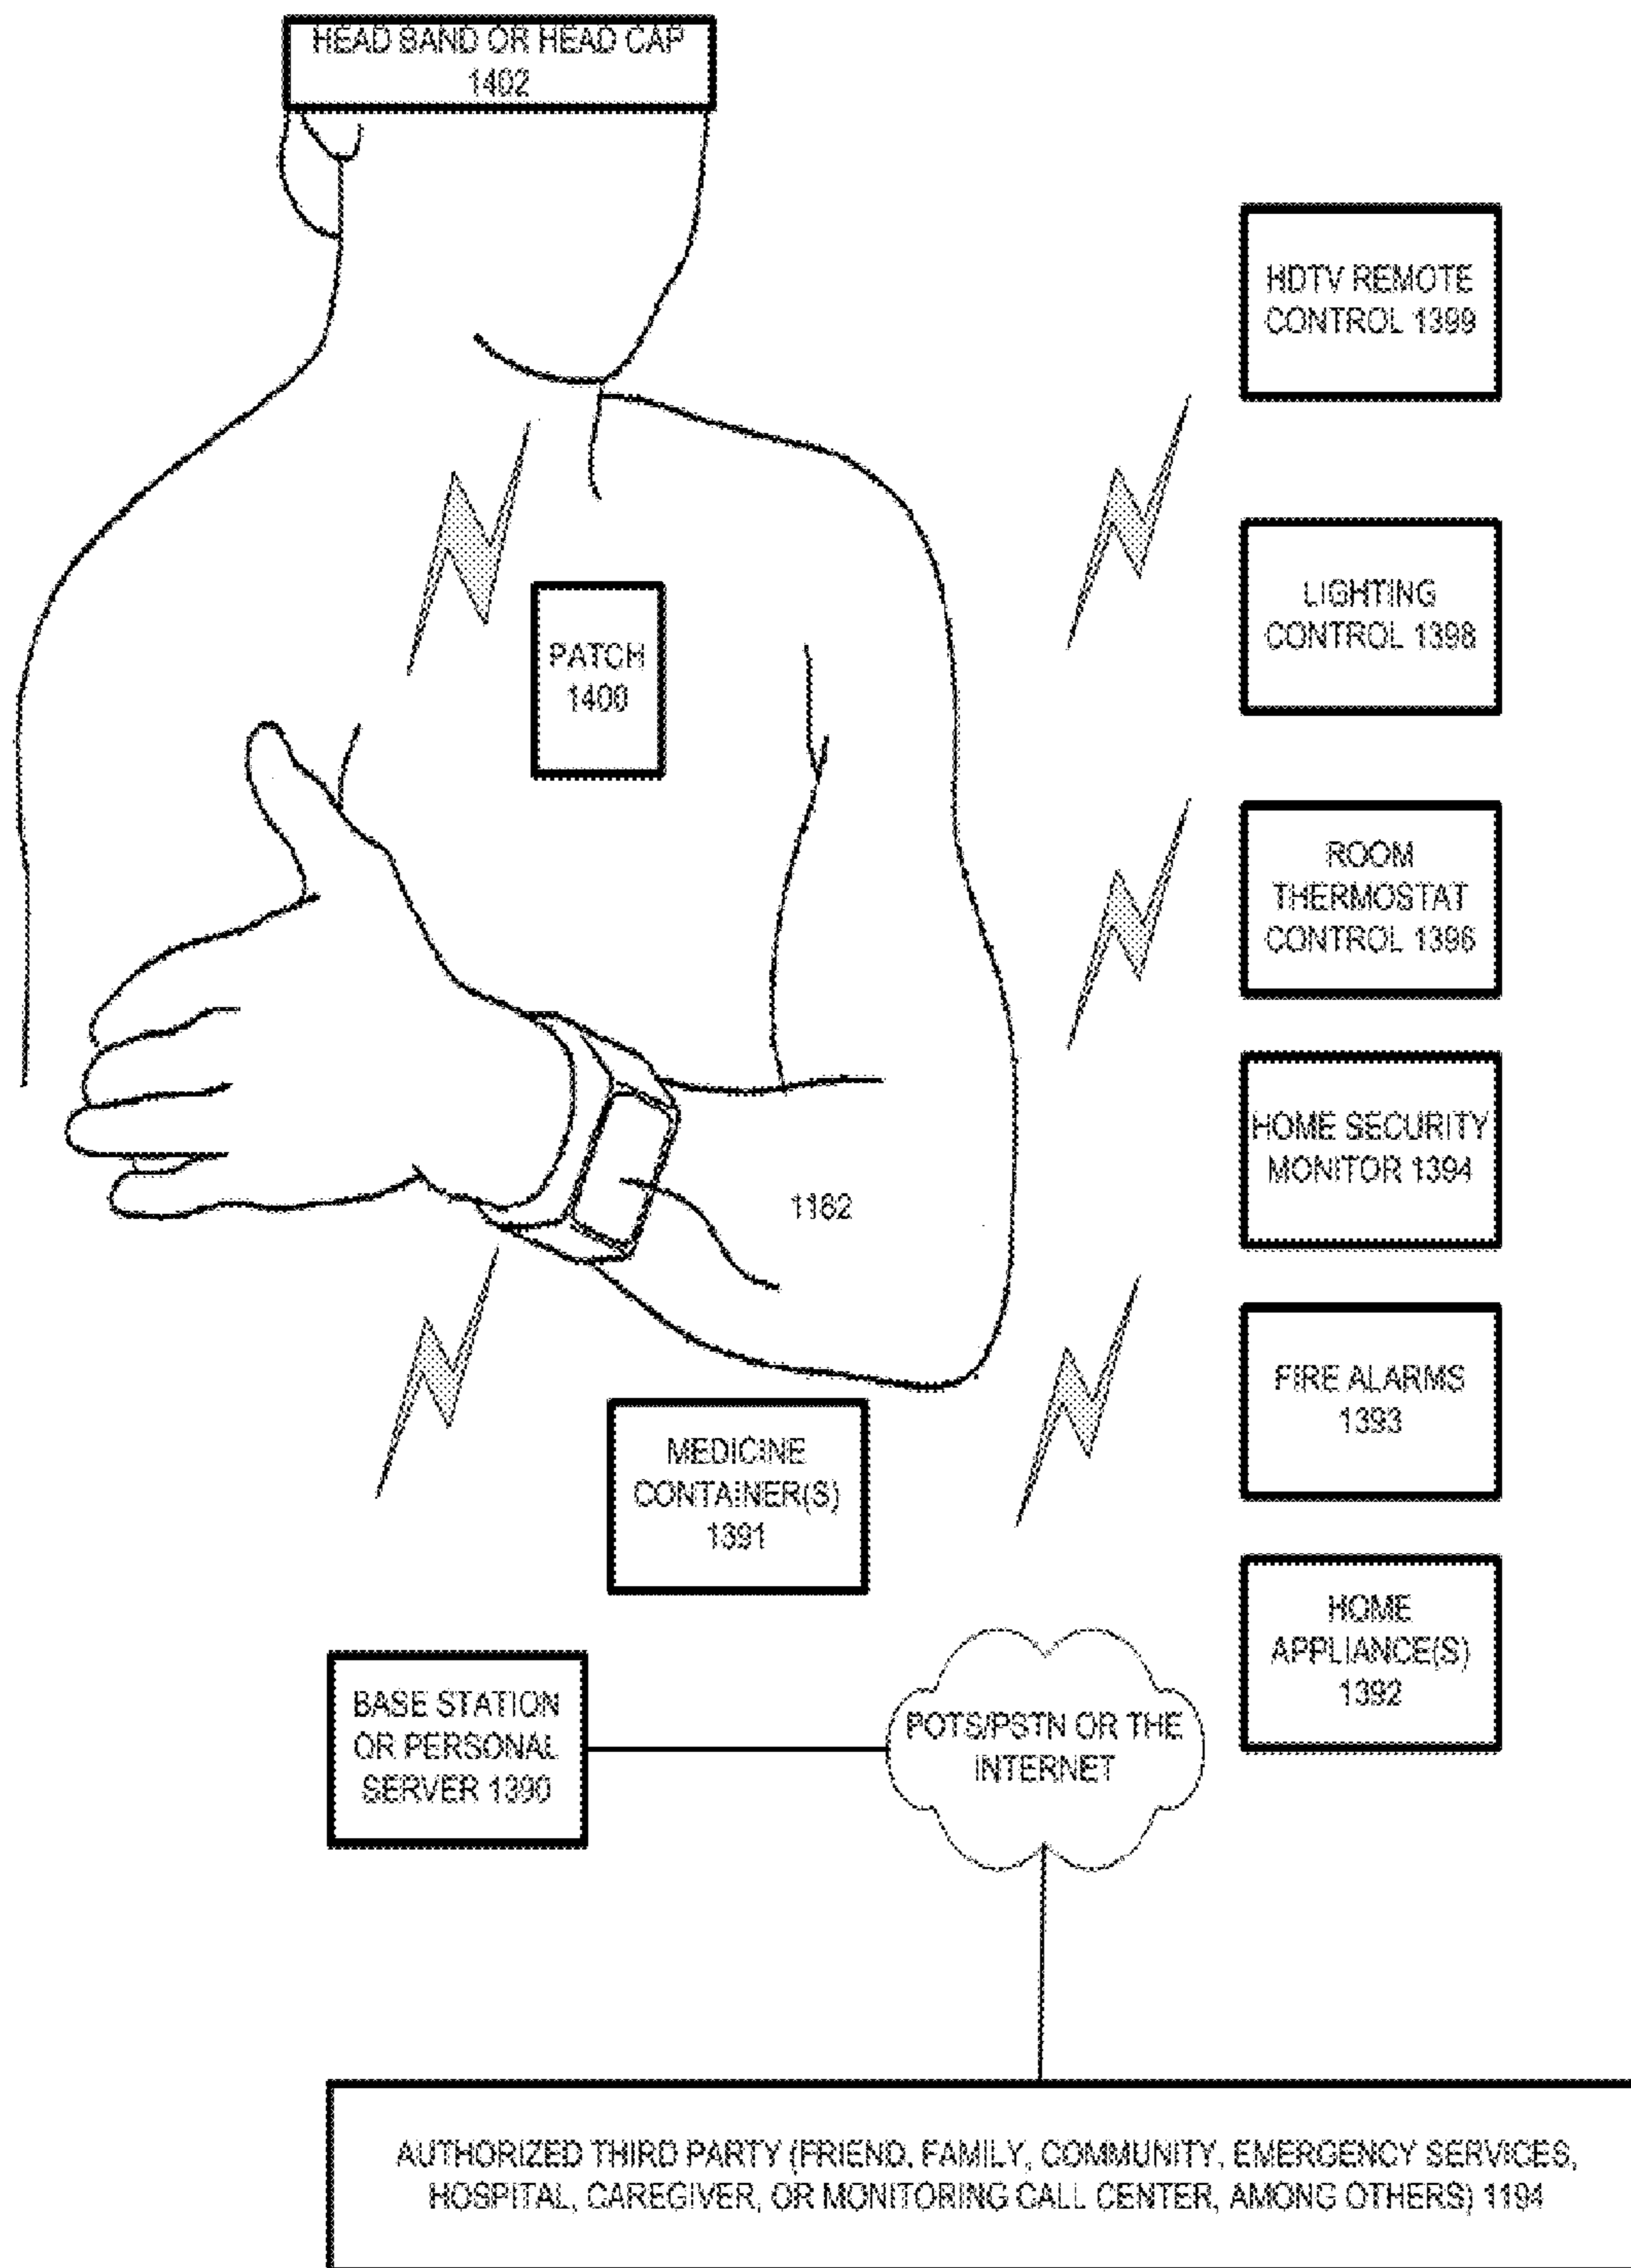 HEAD BAND OR HEAD CAP
1402
HDTV REMOTE
CONTROL 1399
LIGHTING
CONTROL 1398
PATCH
1400
ROOM
THERMOSTAT
CONTROL 1396
HOME SECURITY
MONITOR 1394
1182
FIRE ALARMS
1393
MEDICINE
CONTAINER(S)
1391
HOME
APPLIANCE(S)
1392
BASE STATION
OR PERSONAL
SERVER 1390
POTS/PSTN OR THE
INTERNET
AUTHORIZED THIRD PARTY (FRIEND, FAMILY, COMMUNITY, EMERGENCY SERVICES,
HOSPITAL, CAREGIVER, OR MONITORING CALL CENTER, AMONG OTHERS) 1194